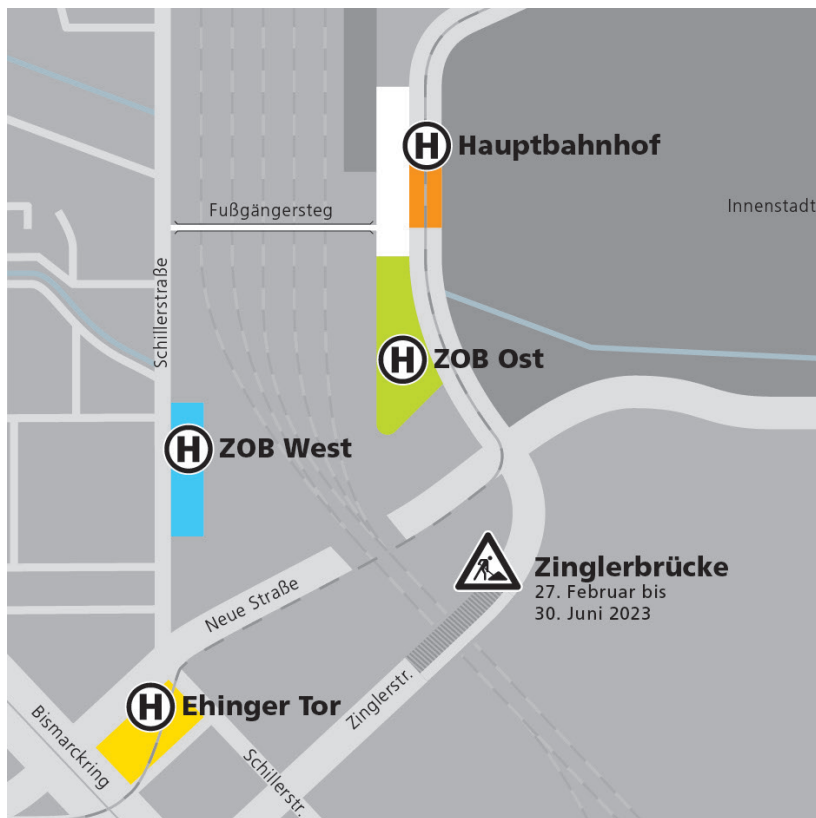 H Hauptbahnhof
Fußgängersteg
Innenstadt
Schillerstraße
H ZOB Ost
H ZOB West
Zinglerbrücke
27. Februar bis
30. Juni 2023
Neue Straße
H Ehinger Tor
Zinglerstr.
Bismarckring
Schillerstr.